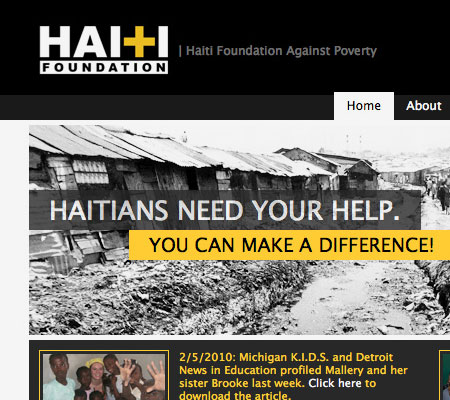 HAITI
FOUNDATION
| Haiti Foundation Against Poverty
Home About
HAITIANS NEED YOUR HELP.
YOU CAN MAKE A DIFFERENCE!
2/5/2010: Michigan K.I.D.S. and Detroit
News in Education profiled Mallery and her
sister Brooke last week. Click here to
download the article.